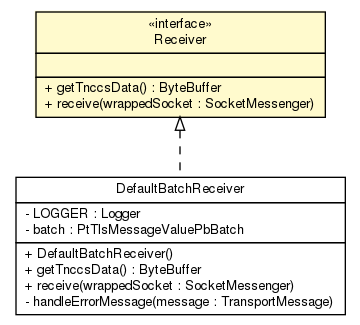 «interface»
Receiver
+ getTnccsData() : ByteBuffer
+ receive(wrappedSocket : SocketMessenger)
DefaultBatchReceiver
- LOGGER : Logger
- batch : PtTlsMessageValuePbBatch
+ DefaultBatchReceiver()
+ getTnccsData() : ByteBuffer
+ receive(wrappedSocket : SocketMessenger)
- handleErrorMessage(message : TransportMessage)